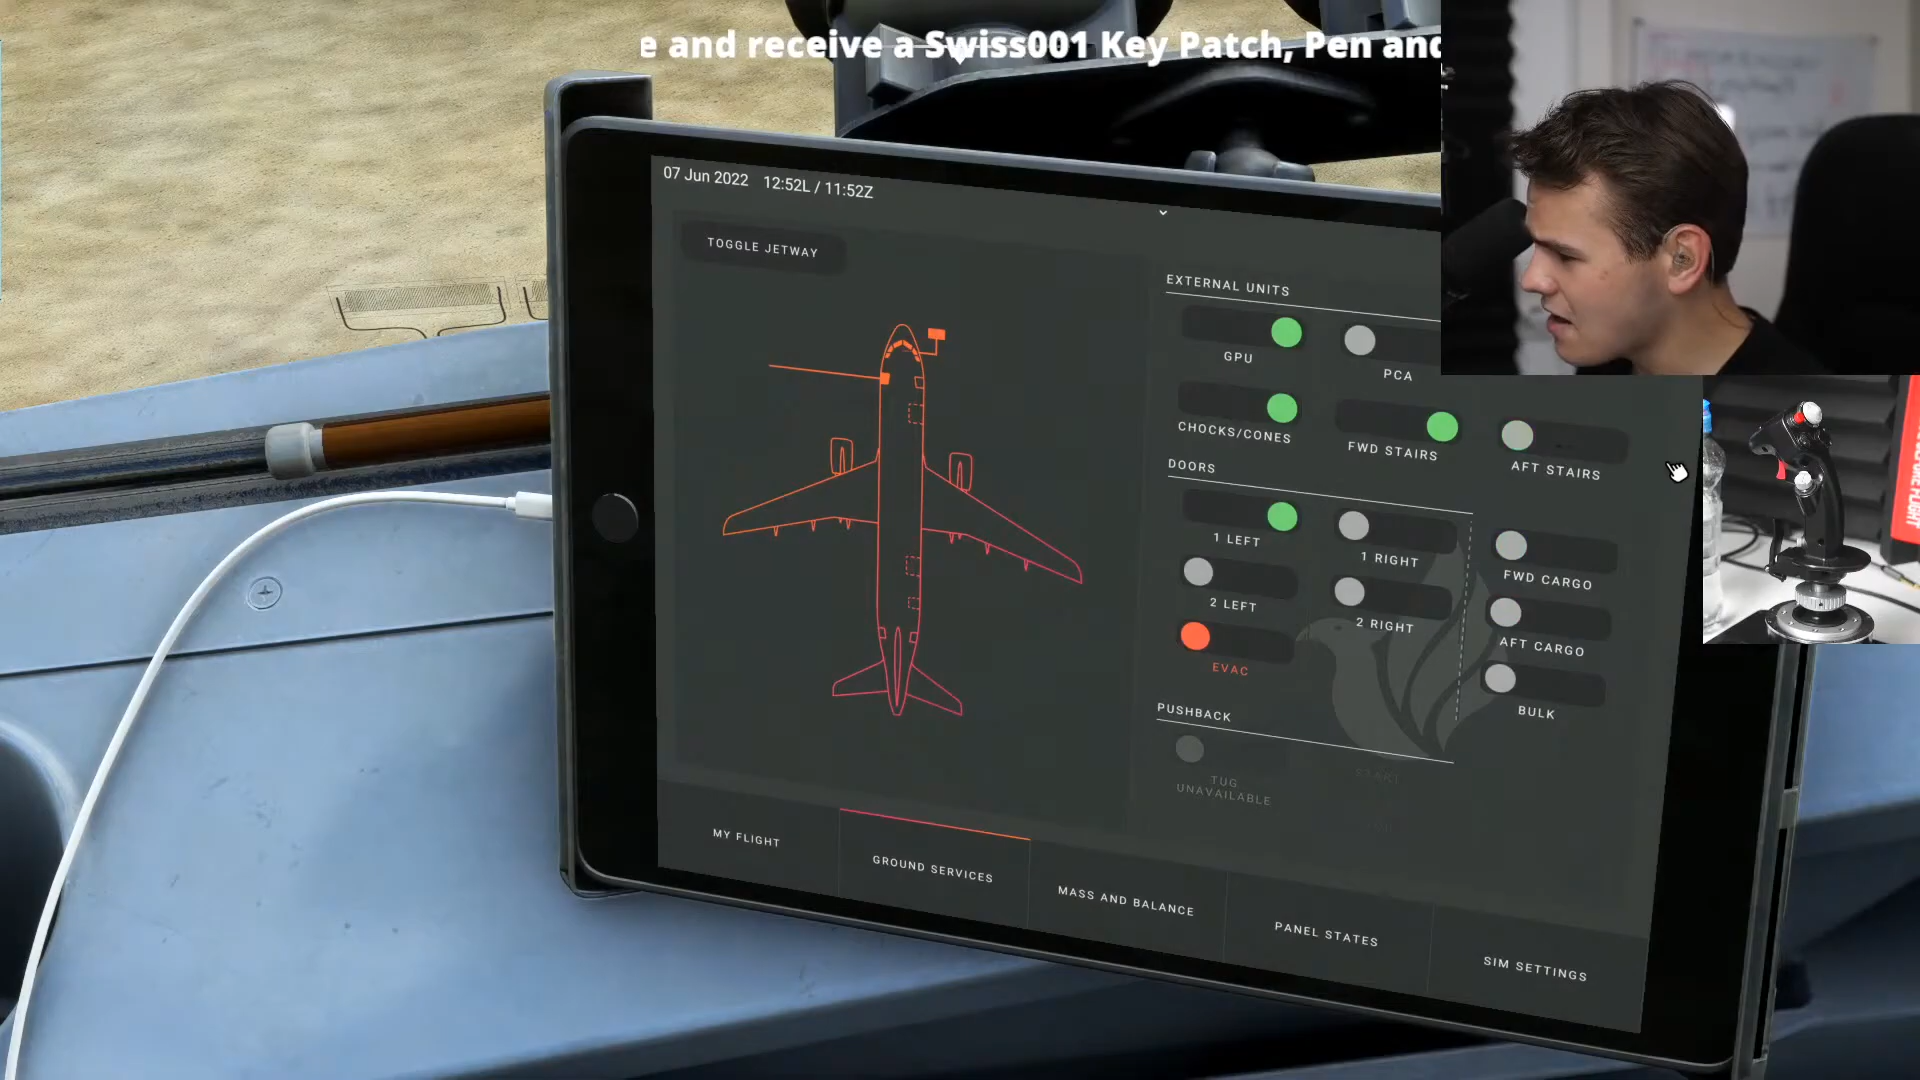 e and receive a Swiss001 Key Patch, Pen and
07 Jun 2022 12:52L / 11:52Z
TOGGLE JETWAY
EXTERNAL UNITS
GPU
PCA
CHOCKS/CONES
FWD STAIRS
AFT STAIRS
DOORS
1 LEFT
1 RIGHT
FWD CARGO
2 LEFT
2 RIGHT
AFT CARGO
EVAC
BULK
PUSHBACK
TUG
UNAVAILABLE
START
MY FLIGHT
GROUND SERVICES
MASS AND BALANCE
PANEL STATES
SIM SETTINGS